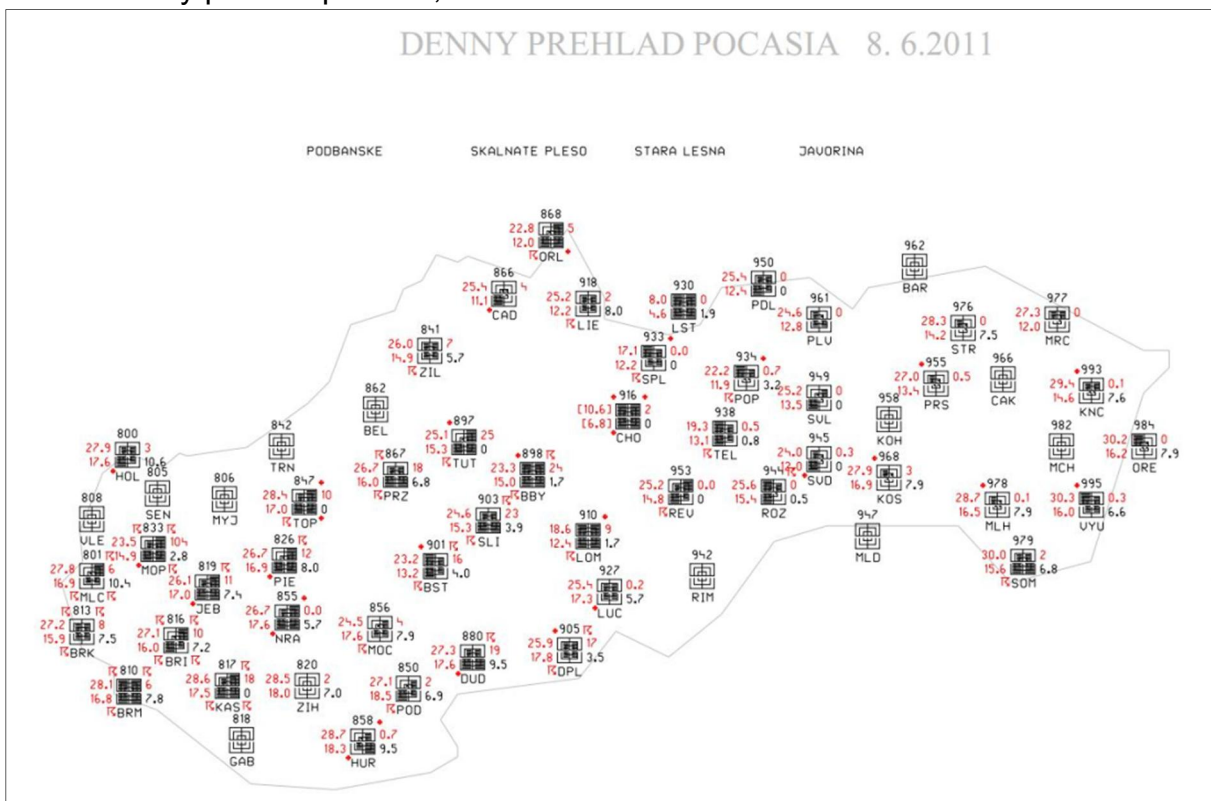 DENNY PREHLAD POCASIA 8. 6.2011
PODBANSKE SKALNATE PLESO STARA LESNA JAVORINA
868
22.8 5
12.0
ORL
866
25.4 4
11.1
CAD
918
25.2 2
12.2 8.0
LIE
930
8.0 0
4.6 1.9
LST
950
25.4 0
12.4 0
PDL
962
BAR
961
24.6 0
12.8
PLV
976
28.3 0
14.2 7.5
STR
977
27.3 0
12.0
MRC
841
26.0 7
14.9 5.7
ZIL
933
17.1 0.0
12.2 0
SPL
934
22.2 0.7
11.9 3.2
POP
955
27.0 0.5
13.4
PRS
966
CAK
993
29.4 0.1
14.6 7.6
KNC
862
BEL
916
[10.6] 2
[6.8] 0
CHO
949
25.2 0
13.5 0
SVL
958
KOH
842
TRN
897
25.1 25
15.3 0
TUT
938
19.3 0.5
13.1 0.8
TEL
945
24.0 0.3
12.0 0
SVD
982
MCH
984
30.2 0
16.2 7.9
ORE
800
27.9 3
17.6 10.6
HOL
805
SEN
806
MYJ
867
26.7 18
16.0 6.8
PRZ
898
23.3 24
15.0 1.7
BBY
953
25.2 0.0
14.8 0
REV
944
25.6 0
15.4 0.5
ROZ
968
27.9 3
16.9 7.9
KOS
978
28.7 0.1
16.5 7.9
MLH
995
30.3 0.3
16.0 6.6
VYU
808
VLE
847
28.4 10
17.0 0
TOP
903
24.6 23
15.3 3.9
SLI
910
18.6 9
12.4 1.7
LOM
947
MLD
833
23.5 104
14.9 2.8
MOP
826
26.7 12
16.9 8.0
PIE
901
23.2 16
13.2 4.0
BST
942
RIM
979
30.0 2
15.6 6.8
SOM
801
27.8 6
16.9 10.4
MLC
819
26.1 11
17.0 7.4
JEB
927
25.4 0.2
17.3 5.7
LUC
855
26.7 0.0
17.6 5.7
NRA
856
24.5 4
17.6 7.9
MOC
813
27.2 8
15.9 7.5
BRK
816
27.1 10
16.0 7.2
BRI
880
27.3 19
17.6 9.5
DUD
905
25.9 17
17.8 3.5
DPL
810
28.1 6
16.8 7.8
BRM
817
28.6 18
17.5 0
KAS
820
28.5 2
18.0 7.0
ZIH
850
27.1 2
18.5 6.9
POD
818
GAB
858
28.7 0.7
18.3 9.5
HUR